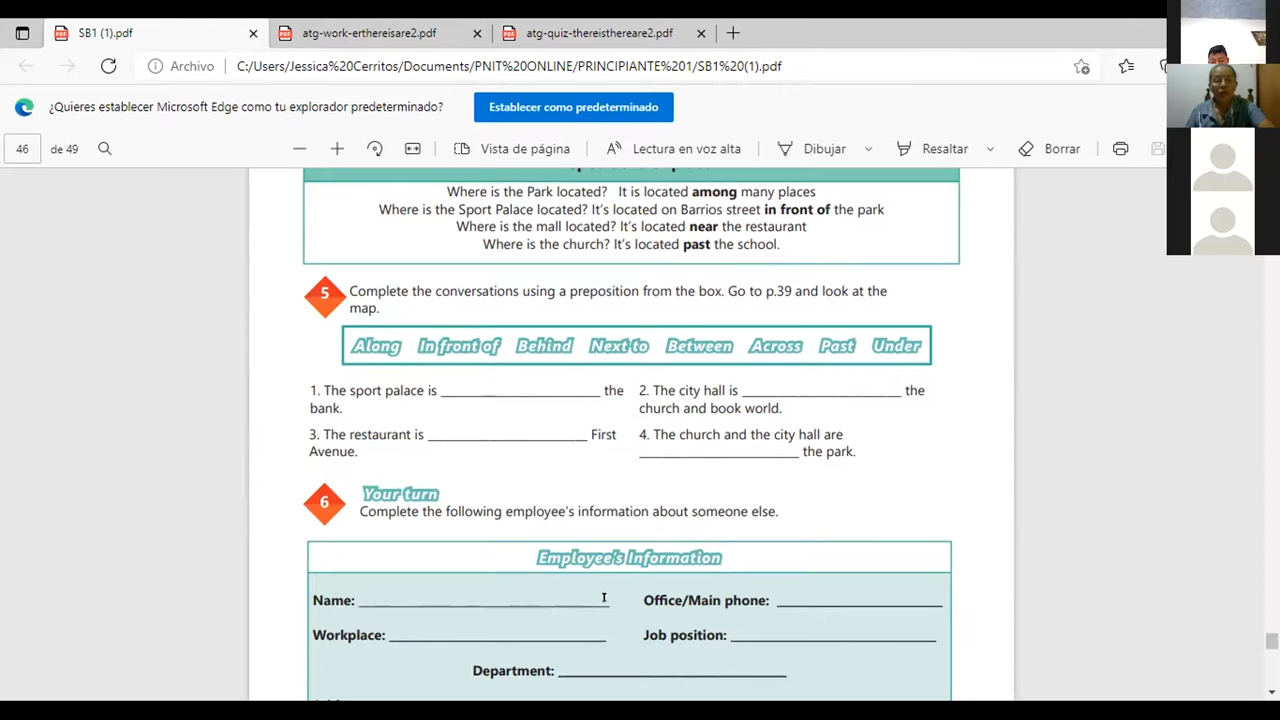 SB1 (1).pdf
atg-work-erthereisare2.pdf
atg-quiz-thereisthereare2.pdf
Archivo
C:/Users/Jessica%20Cerritos/Documents/PNIT%20ONLINE/PRINCIPIANTE%201/SB1%20(1).pdf
¿Quieres establecer Microsoft Edge como tu explorador predeterminado?
Establecer como predeterminado
46 de 49
Vista de página
Lectura en voz alta
Dibujar
Resaltar
Borrar
Where is the Park located? It is located among many places
Where is the Sport Palace located? It's located on Barrios street in front of the park
Where is the mall located? It's located near the restaurant
Where is the church? It's located past the school.
5
Complete the conversations using a preposition from the box. Go to p.39 and look at the
map.
Along In front of Behind Next to Between Across Past Under
1. The sport palace is ____________________ the
bank.
2. The city hall is ____________________ the
church and book world.
3. The restaurant is ____________________ First
Avenue.
4. The church and the city hall are
____________________ the park.
6
Your turn
Complete the following employee's information about someone else.
Employee's Information
Name: ____________________
Office/Main phone: ____________________
Workplace: ____________________
Job position: ____________________
Department: ____________________